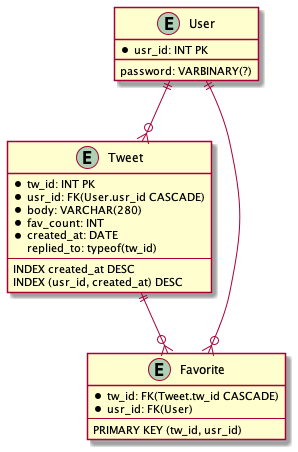 E User
● usr_id: INT PK
password: VARBINARY(?)
E Tweet
● tw_id: INT PK
● usr_id: FK(User.usr_id CASCADE)
● body: VARCHAR(280)
● fav_count: INT
● created_at: DATE
replied_to: typeof(tw_id)
INDEX created_at DESC
INDEX (usr_id, created_at) DESC
E Favorite
● tw_id: FK(Tweet.tw_id CASCADE)
● usr_id: FK(User)
PRIMARY KEY (tw_id, usr_id)